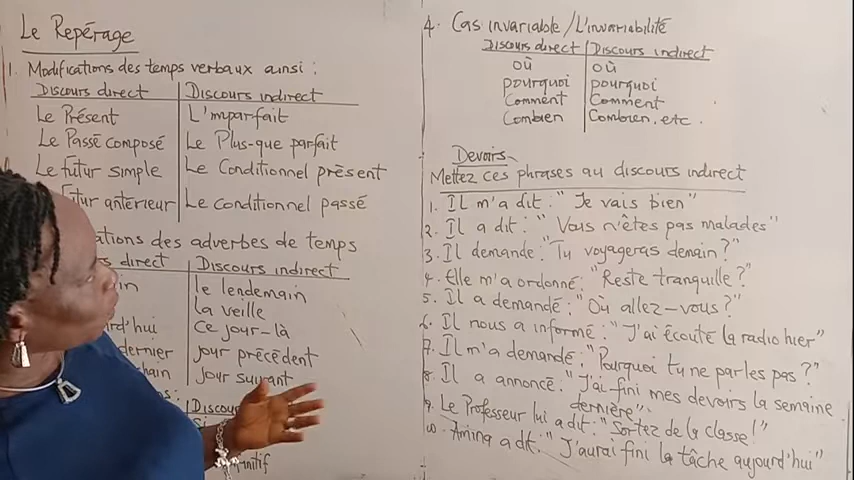 Le Repérage
1. Modifications des temps verbaux ainsi :
Discours direct | Discours indirect
Le Présent | L'imparfait
Le Passé composé | Le Plus-que parfait
Le futur simple | Le Conditionnel présent
futur antérieur | Le conditionnel passé
ations des adverbes de temps
direct | Discours indirect
in | le lendemain
la veille
rd'hui | Ce jour-là
dernier | jour précédent
chain | jour suivant
ns :
Discou
nitif
4. Cas invariable/L'invariabilité
Discours direct | Discours indirect
où | où
pourquoi | pourquoi
Comment | Comment
Combien | Combien, etc.
Devoirs
Mettez ces phrases au discours indirect
1. Il m'a dit : "Je vais bien"
2. Il a dit : "Vous n'êtes pas malades"
3. Il demande : "Tu voyageras demain ?"
4. Elle m'a ordonné : "Reste tranquille ?"
5. Il a demandé : "Où allez-vous ?"
6. Il nous a informé : "J'ai écouté la radio hier"
7. Il m'a demandé : "Pourquoi tu ne parles pas ?"
8. Il a annoncé : "J'ai fini mes devoirs la semaine
dernière".
9. Le Professeur lui a dit : "Sortez de la classe !"
10. Amina a dit : "J'aurai fini la tâche aujourd'hui"